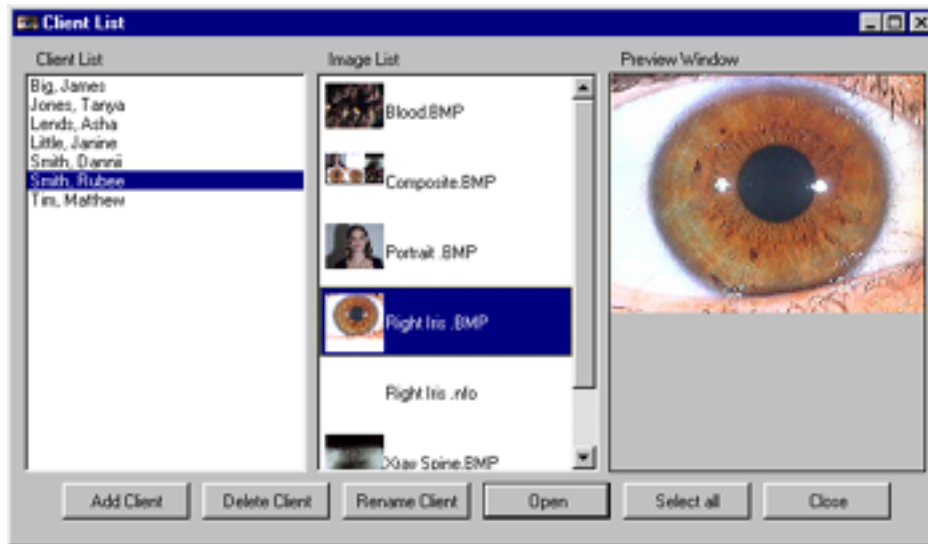 Client List
Client List
Image List
Preview Window
Big, James
Jones, Tanya
Lends, Asha
Little, Janine
Smith, Dannii
Smith, Rubee
Tim, Matthew
Blood.BMP
Composite.BMP
Portrait .BMP
Right Iris .BMP
Right Iris .nfo
Xray Spine.BMP
Add Client
Delete Client
Rename Client
Open
Select all
Close